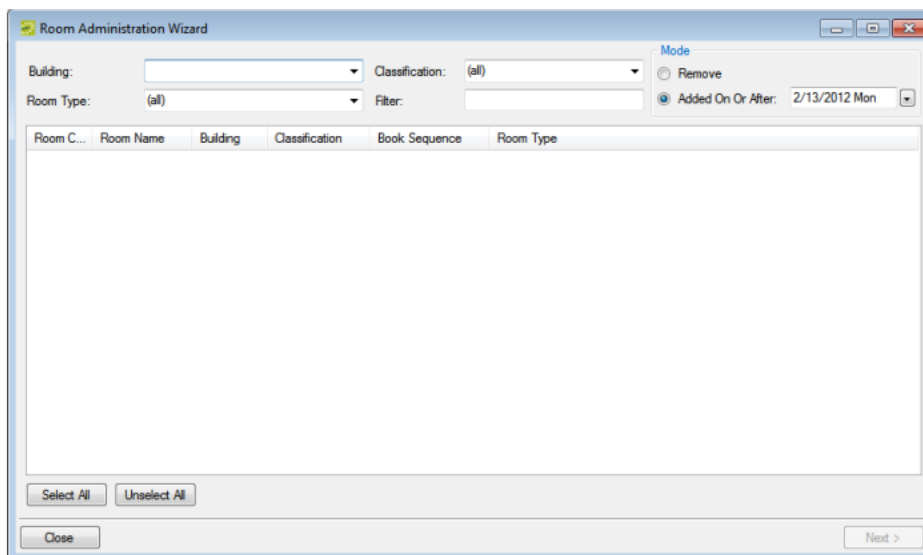 Room Administration Wizard
Mode
Building: Classification: (all) Remove
Room Type: (all) Filter: Added On Or After: 2/13/2012 Mon
Room C... Room Name Building Classification Book Sequence Room Type
Select All Unselect All
Close Next >